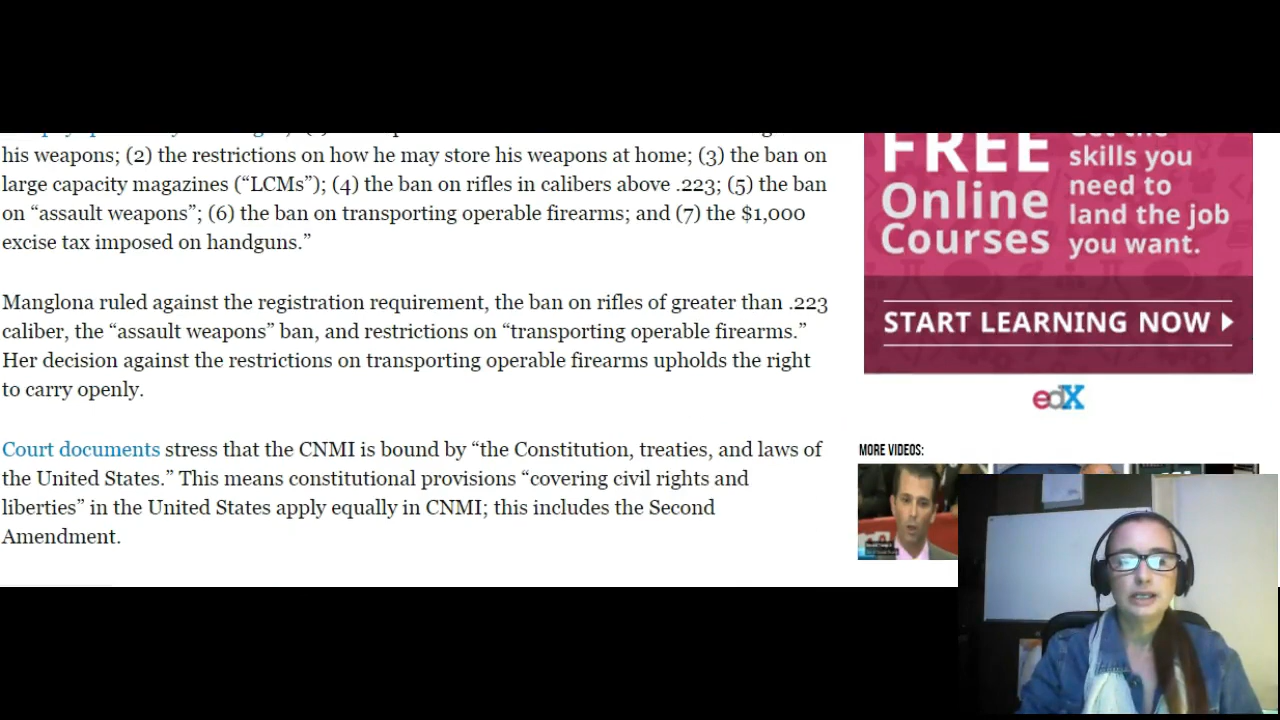 his weapons; (2) the restrictions on how he may store his weapons at home; (3) the ban on
large capacity magazines (“LCMs”); (4) the ban on rifles in calibers above .223; (5) the ban
on “assault weapons”; (6) the ban on transporting operable firearms; and (7) the $1,000
excise tax imposed on handguns.”
Manglona ruled against the registration requirement, the ban on rifles of greater than .223
caliber, the “assault weapons” ban, and restrictions on “transporting operable firearms.”
Her decision against the restrictions on transporting operable firearms upholds the right
to carry openly.
Court documents stress that the CNMI is bound by “the Constitution, treaties, and laws of
the United States.” This means constitutional provisions “covering civil rights and
liberties” in the United States apply equally in CNMI; this includes the Second
Amendment.
FREE
Online
Courses
Get the
skills you
need to
land the job
you want.
START LEARNING NOW
edX
MORE VIDEOS: